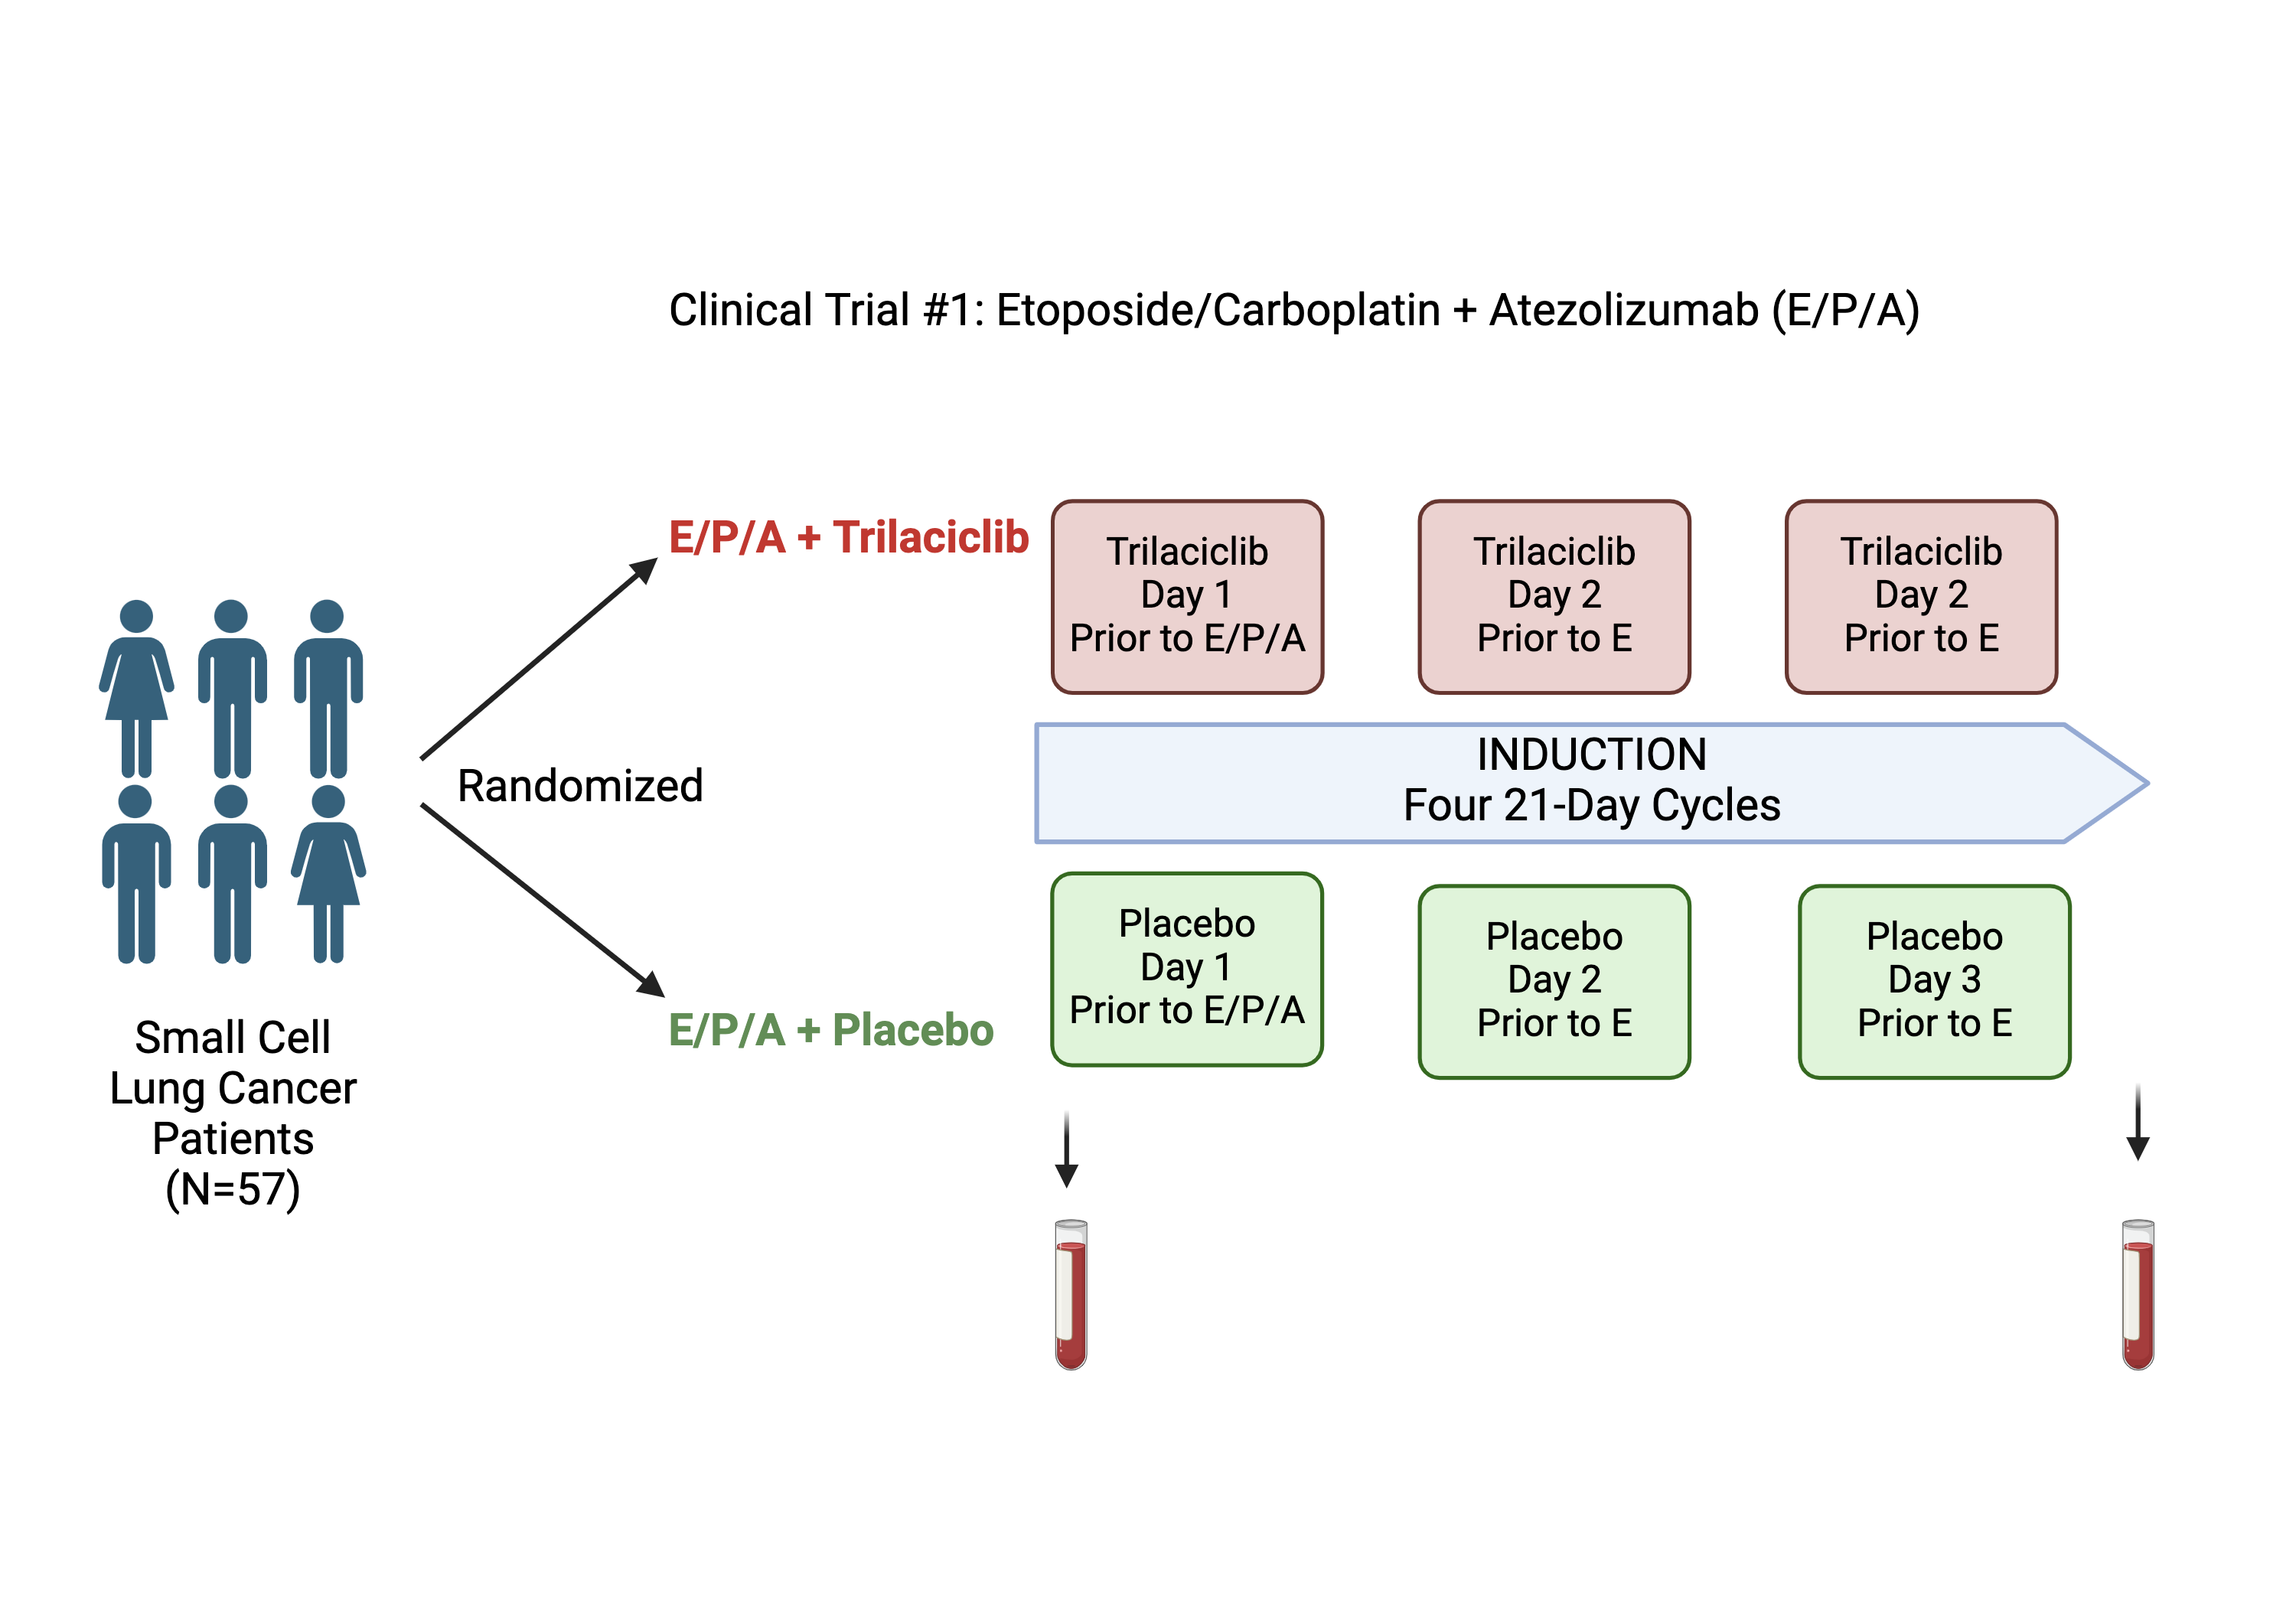 Clinical Trial #1: Etoposide/Carboplatin + Atezolizumab (E/P/A)
E/P/A + Trilaciclib
Trilaciclib
Day 1
Prior to E/P/A
Trilaciclib
Day 2
Prior to E
Trilaciclib
Day 2
Prior to E
Randomized
INDUCTION
Four 21-Day Cycles
E/P/A + Placebo
Placebo
Day 1
Prior to E/P/A
Placebo
Day 2
Prior to E
Placebo
Day 3
Prior to E
Small Cell
Lung Cancer
Patients
(N=57)